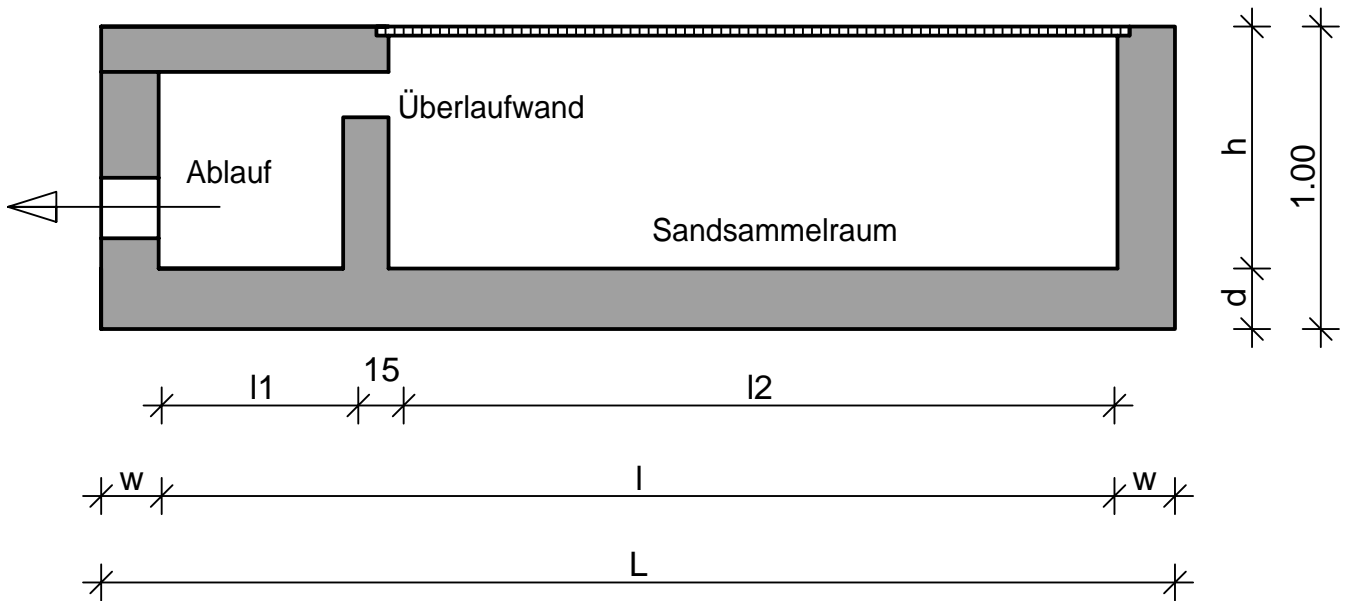 Überlaufwand
Ablauf
Sandsammelraum
h
1.00
d
l1
15
l2
w
l
w
L